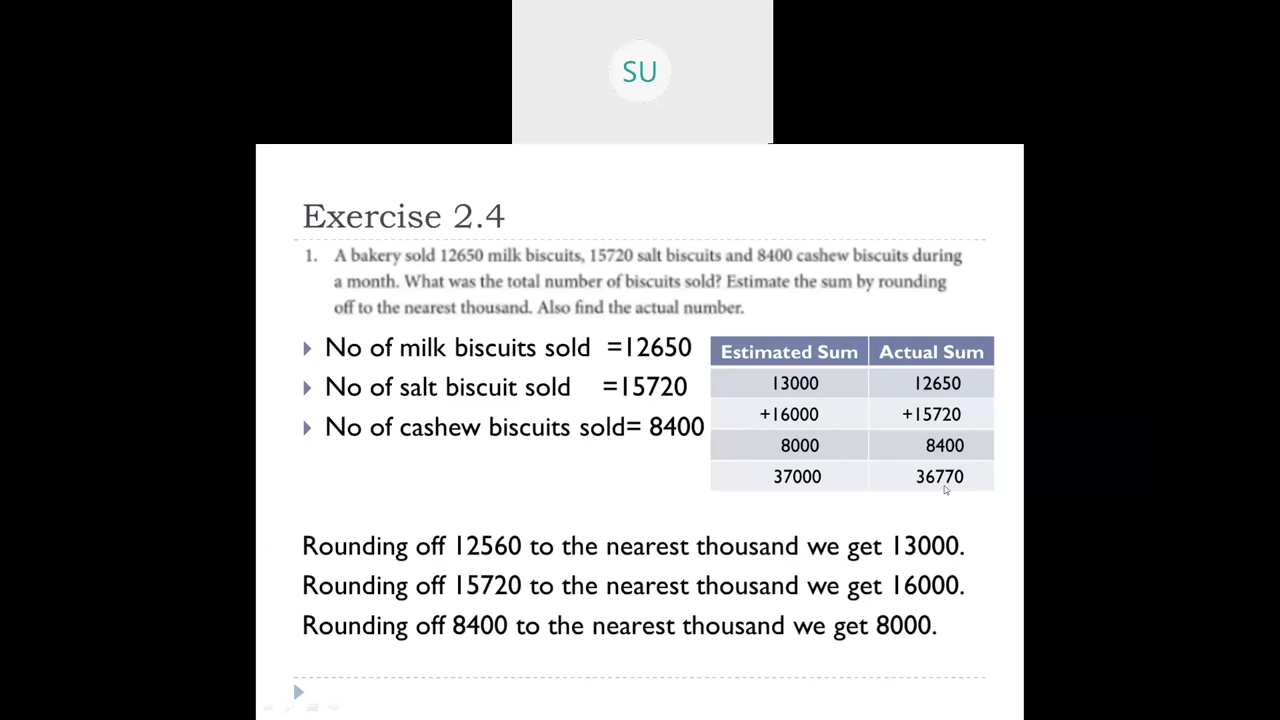 SU
Exercise 2.4
1. A bakery sold 12650 milk biscuits, 15720 salt biscuits and 8400 cashew biscuits during
a month. What was the total number of biscuits sold? Estimate the sum by rounding
off to the nearest thousand. Also find the actual number.
No of milk biscuits sold =12650
No of salt biscuit sold =15720
No of cashew biscuits sold= 8400
Estimated Sum Actual Sum
13000 12650
+16000 +15720
8000 8400
37000 36770
Rounding off 12560 to the nearest thousand we get 13000.
Rounding off 15720 to the nearest thousand we get 16000.
Rounding off 8400 to the nearest thousand we get 8000.